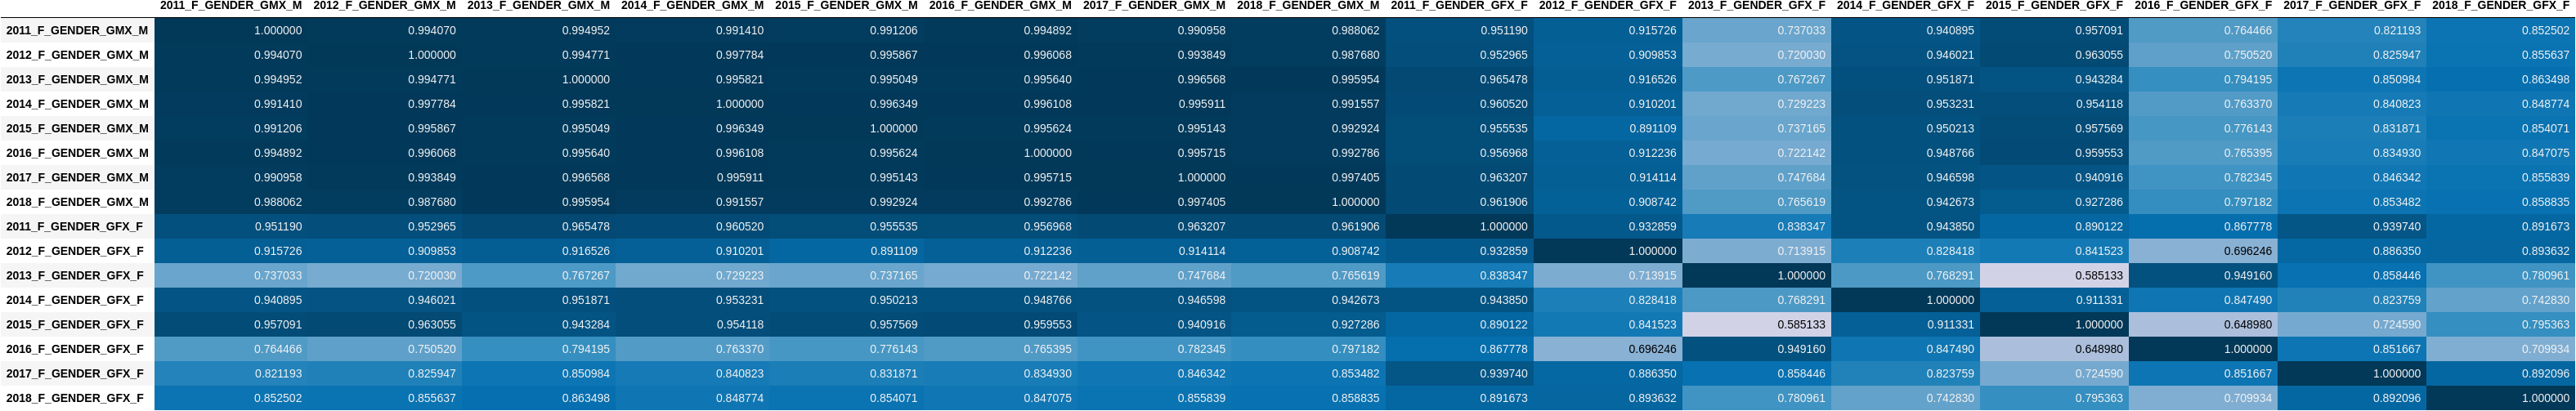 2011_F_GENDER_GMX_M 2012_F_GENDER_GMX_M 2013_F_GENDER_GMX_M 2014_F_GENDER_GMX_M 2015_F_GENDER_GMX_M 2016_F_GENDER_GMX_M 2017_F_GENDER_GMX_M 2018_F_GENDER_GMX_M 2011_F_GENDER_GFX_F 2012_F_GENDER_GFX_F 2013_F_GENDER_GFX_F 2014_F_GENDER_GFX_F 2015_F_GENDER_GFX_F 2016_F_GENDER_GFX_F 2017_F_GENDER_GFX_F 2018_F_GENDER_GFX_F
2011_F_GENDER_GMX_M 1.000000 0.994070 0.994952 0.991410 0.991206 0.994892 0.990958 0.988062 0.951190 0.915726 0.737033 0.940895 0.957091 0.764466 0.821193 0.852502
2012_F_GENDER_GMX_M 0.994070 1.000000 0.994771 0.997784 0.995867 0.996068 0.993849 0.987680 0.952965 0.909853 0.720030 0.946021 0.963055 0.750520 0.825947 0.855637
2013_F_GENDER_GMX_M 0.994952 0.994771 1.000000 0.995821 0.995049 0.995640 0.996568 0.995954 0.965478 0.916526 0.767267 0.951871 0.943284 0.794195 0.850984 0.863498
2014_F_GENDER_GMX_M 0.991410 0.997784 0.995821 1.000000 0.996349 0.996108 0.995911 0.991557 0.960520 0.910201 0.729223 0.953231 0.954118 0.763370 0.840823 0.848774
2015_F_GENDER_GMX_M 0.991206 0.995867 0.995049 0.996349 1.000000 0.995624 0.995143 0.992924 0.955535 0.891109 0.737165 0.950213 0.957569 0.776143 0.831871 0.854071
2016_F_GENDER_GMX_M 0.994892 0.996068 0.995640 0.996108 0.995624 1.000000 0.995715 0.992786 0.956968 0.912236 0.722142 0.948766 0.959553 0.765395 0.834930 0.847075
2017_F_GENDER_GMX_M 0.990958 0.993849 0.996568 0.995911 0.995143 0.995715 1.000000 0.997405 0.963207 0.914114 0.747684 0.946598 0.940916 0.782345 0.846342 0.855839
2018_F_GENDER_GMX_M 0.988062 0.987680 0.995954 0.991557 0.992924 0.992786 0.997405 1.000000 0.961906 0.908742 0.765619 0.942673 0.927286 0.797182 0.853482 0.858835
2011_F_GENDER_GFX_F 0.951190 0.952965 0.965478 0.960520 0.955535 0.956968 0.963207 0.961906 1.000000 0.932859 0.838347 0.943850 0.890122 0.867778 0.939740 0.891673
2012_F_GENDER_GFX_F 0.915726 0.909853 0.916526 0.910201 0.891109 0.912236 0.914114 0.908742 0.932859 1.000000 0.713915 0.828418 0.841523 0.696246 0.886350 0.893632
2013_F_GENDER_GFX_F 0.737033 0.720030 0.767267 0.729223 0.737165 0.722142 0.747684 0.765619 0.838347 0.713915 1.000000 0.768291 0.585133 0.949160 0.858446 0.780961
2014_F_GENDER_GFX_F 0.940895 0.946021 0.951871 0.953231 0.950213 0.948766 0.946598 0.942673 0.943850 0.828418 0.768291 1.000000 0.911331 0.847490 0.823759 0.742830
2015_F_GENDER_GFX_F 0.957091 0.963055 0.943284 0.954118 0.957569 0.959553 0.940916 0.927286 0.890122 0.841523 0.585133 0.911331 1.000000 0.648980 0.724590 0.795363
2016_F_GENDER_GFX_F 0.764466 0.750520 0.794195 0.763370 0.776143 0.765395 0.782345 0.797182 0.867778 0.696246 0.949160 0.847490 0.648980 1.000000 0.851667 0.709934
2017_F_GENDER_GFX_F 0.821193 0.825947 0.850984 0.840823 0.831871 0.834930 0.846342 0.853482 0.939740 0.886350 0.858446 0.823759 0.724590 0.851667 1.000000 0.892096
2018_F_GENDER_GFX_F 0.852502 0.855637 0.863498 0.848774 0.854071 0.847075 0.855839 0.858835 0.891673 0.893632 0.780961 0.742830 0.795363 0.709934 0.892096 1.000000